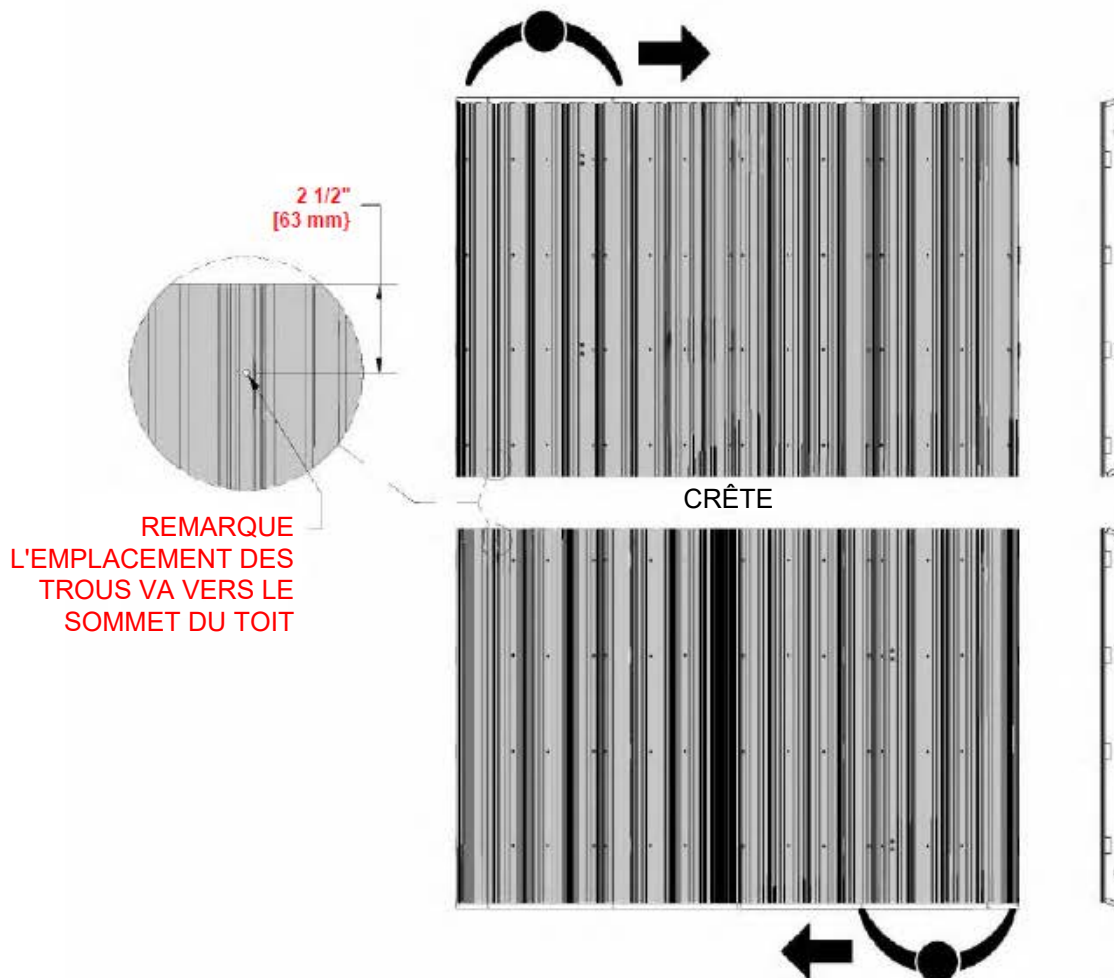 2 1/2"
[63 mm}
CRÊTE
REMARQUE
L'EMPLACEMENT DES
TROUS VA VERS LE
SOMMET DU TOIT